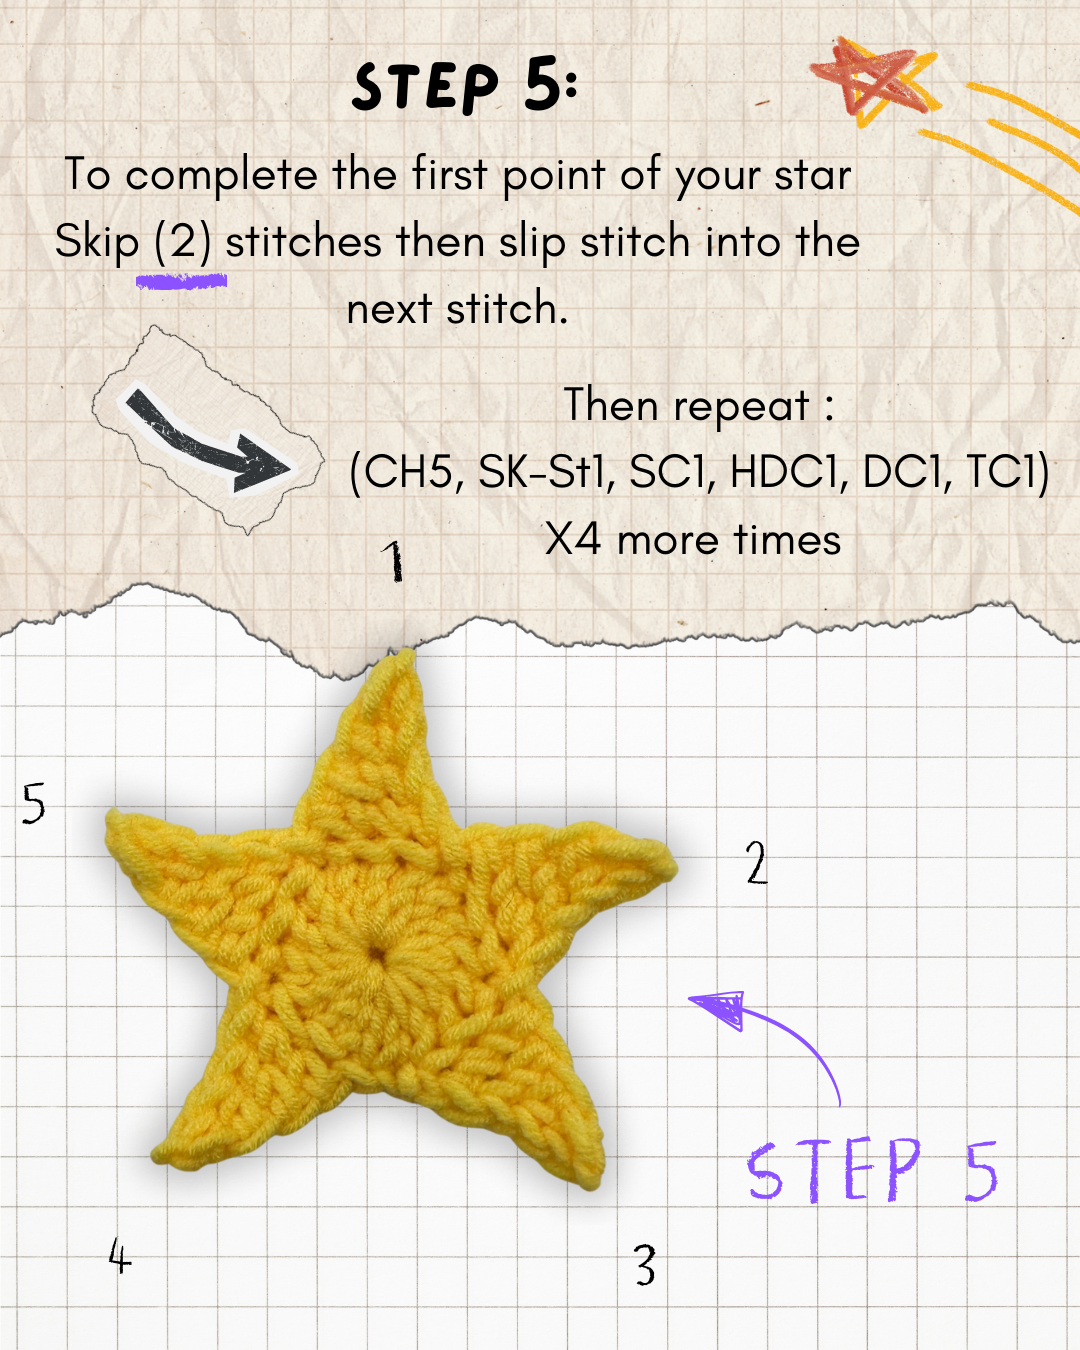 STEP 5:
To complete the first point of your star
Skip (2) stitches then slip stitch into the
next stitch.
Then repeat :
(CH5, SK-St1, SC1, HDC1, DC1, TC1)
X4 more times
1
5
2
STEP 5
4
3